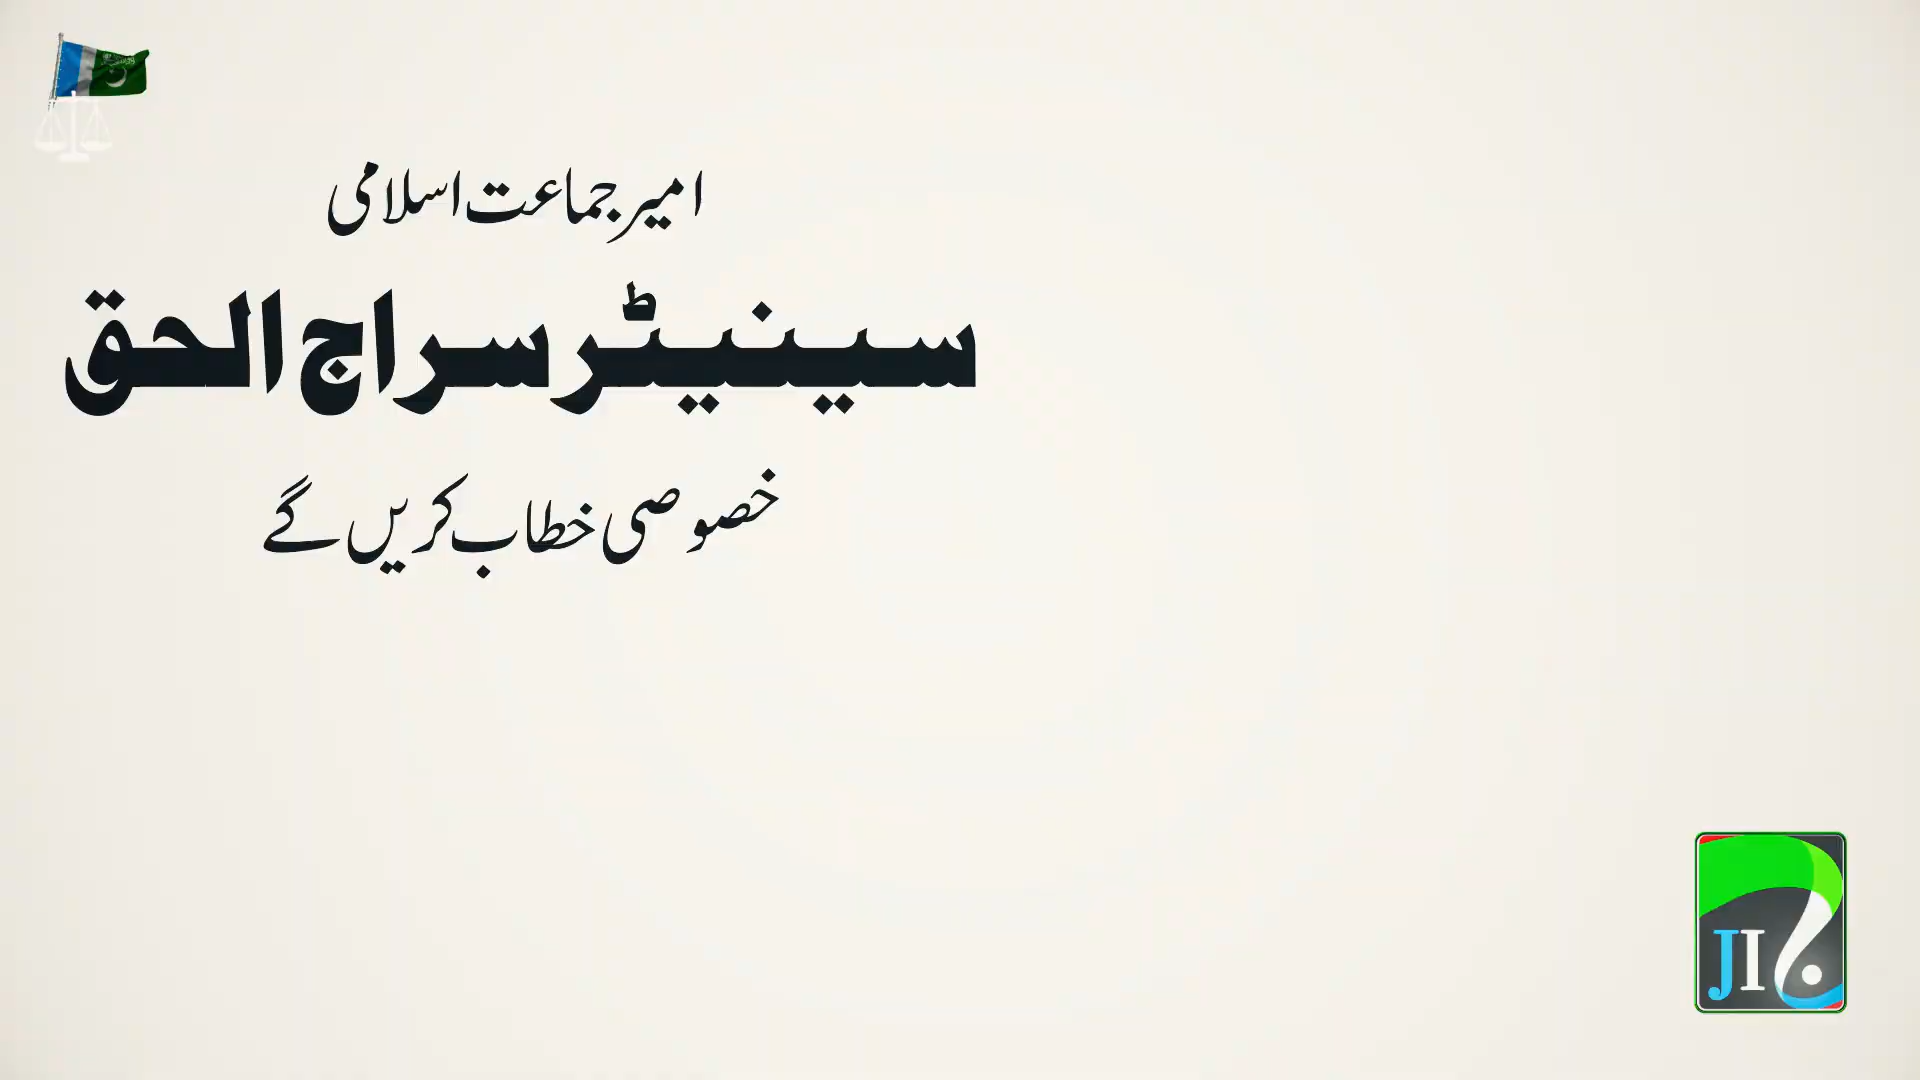 امیر جماعت اسلامی
سینیٹر سراج الحق
خصوصی خطاب کریں گے
JI